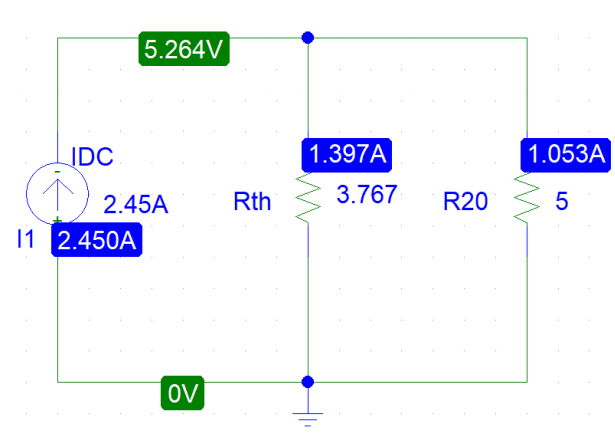 5.264V
IDC
1.397A
1.053A
-
2.45A
Rth
3.767
R20
5
+
I1
2.450A
0V